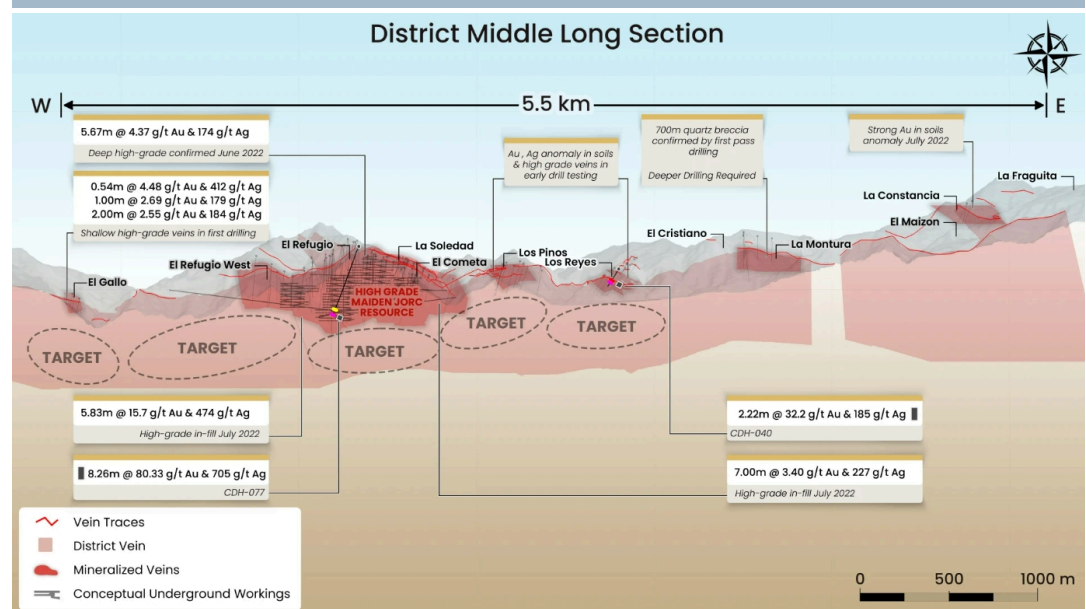 District Middle Long Section
W
5.5 km
E
5.67m @ 4.37 g/t Au & 174 g/t Ag
Deep high-grade confirmed June 2022
0.54m @ 4.48 g/t Au & 412 g/t Ag
1.00m @ 2.69 g/t Au & 179 g/t Ag
2.00m @ 2.55 g/t Au & 184 g/t Ag
Shallow high-grade veins in first drilling
Au , Ag anomaly in soils
& high grade veins in
early drill testing
700m quartz breccia
confirmed by first pass
drilling
Deeper Drilling Required
Strong Au in soils
anomaly Jully 2022
La Fraguita
La Constancia
El Maizon
El Cristiano
La Montura
El Refugio
La Soledad
El Refugio West
El Cometa
Los Pinos
Los Reyes
El Gallo
HIGH GRADE
MAIDEN JORC
RESOURCE
TARGET
TARGET
TARGET
TARGET
TARGET
5.83m @ 15.7 g/t Au & 474 g/t Ag
High-grade in-fill July 2022
8.26m @ 80.33 g/t Au & 705 g/t Ag
CDH-077
2.22m @ 32.2 g/t Au & 185 g/t Ag
CDH-040
7.00m @ 3.40 g/t Au & 227 g/t Ag
High-grade in-fill July 2022
Vein Traces
District Vein
Mineralized Veins
Conceptual Underground Workings
0 500 1000 m